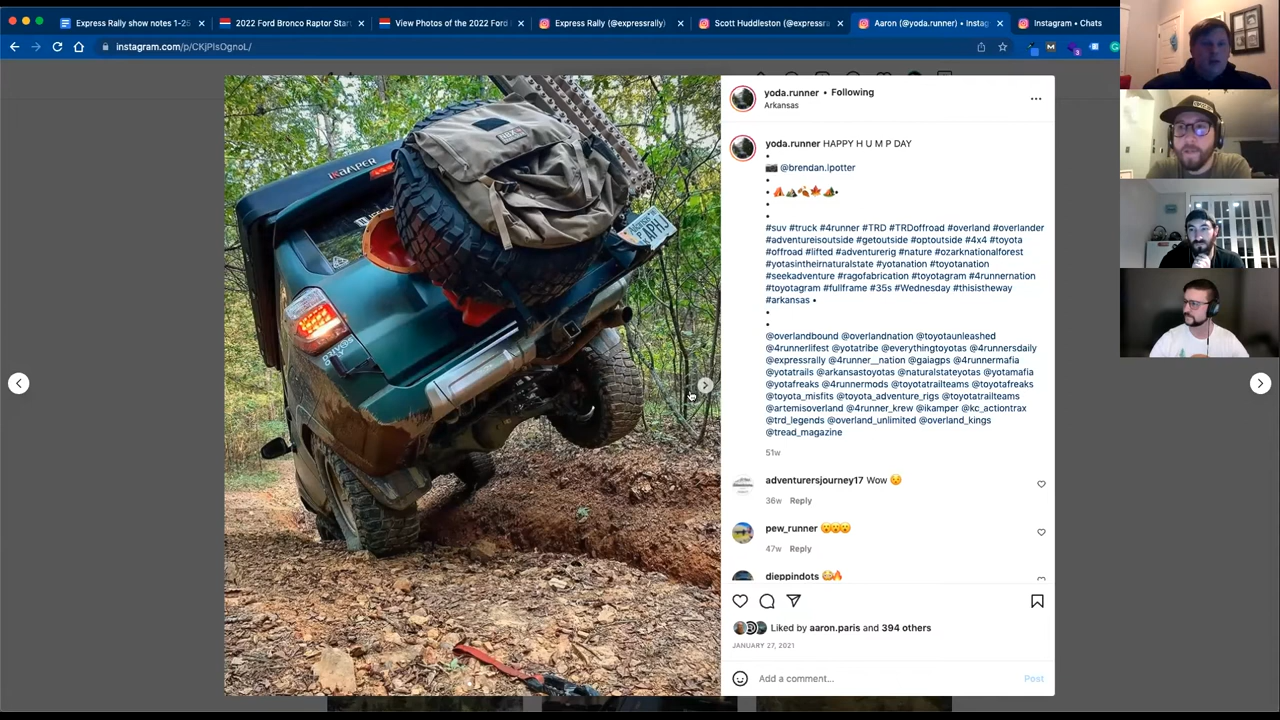 Express Rally show notes 1-25
2022 Ford Bronco Raptor Star
View Photos of the 2022 Ford
Express Rally (@expressrally)
Scott Huddleston (@expressra
Aaron (@yoda.runner) • Instag
Instagram • Chats
instagram.com/p/CKjPIsOgnoL/
yoda.runner • Following
Arkansas
yoda.runner HAPPY H U M P DAY
•
📷 @brendan.ipotter
•
• 🎪🏔🍂🍁🏕•
•
•
#suv #truck #4runner #TRD #TRDoffroad #overland #overlander
#adventureisoutside #getoutside #optoutside #4x4 #toyota
#offroad #lifted #adventurerig #nature #ozarknationalforest
#yotasintheirnaturalstate #yotanation #toyotanation
#seekadventure #ragofabrication #toyotagram #4runnernation
#toyotagram #fullframe #35s #Wednesday #thisistheway
#arkansas •
•
•
@overlandbound @overlandnation @toyotaunleashed
@4runnerlifest @yotatribe @everythingtoyotas @4runnersdaily
@expressrally @4runner__nation @gaiagps @4runnermafia
@yotatrails @arkansastoyotas @naturalstateyotas @yotamafia
@yotafreaks @4runnermods @toyotatrailteams @toyotafreaks
@toyota_misfits @toyota_adventure_rigs @toyotatrailteams
@artemisoverland @4runner_krew @ikamper @kc_actiontrax
@trd_legends @overland_unlimited @overland_kings
@tread_magazine
51w
adventurersjourney17 Wow 😧
36w Reply
pew_runner 😮😮😮
47w Reply
dieppindots
Liked by aaron.paris and 394 others
JANUARY 27, 2021
Add a comment...
Post
iKAMPER